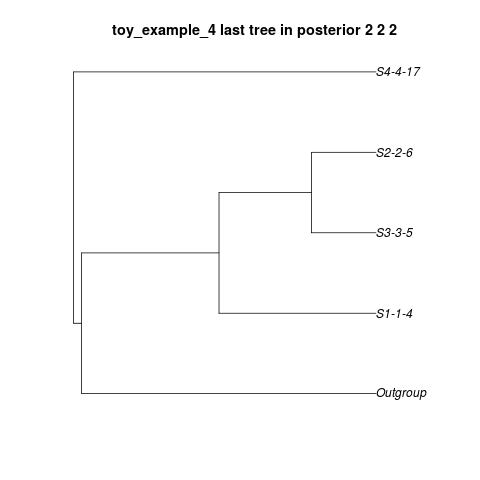 toy_example_4 last tree in posterior 2 2 2
S4-4-17
S2-2-6
S3-3-5
S1-1-4
Outgroup